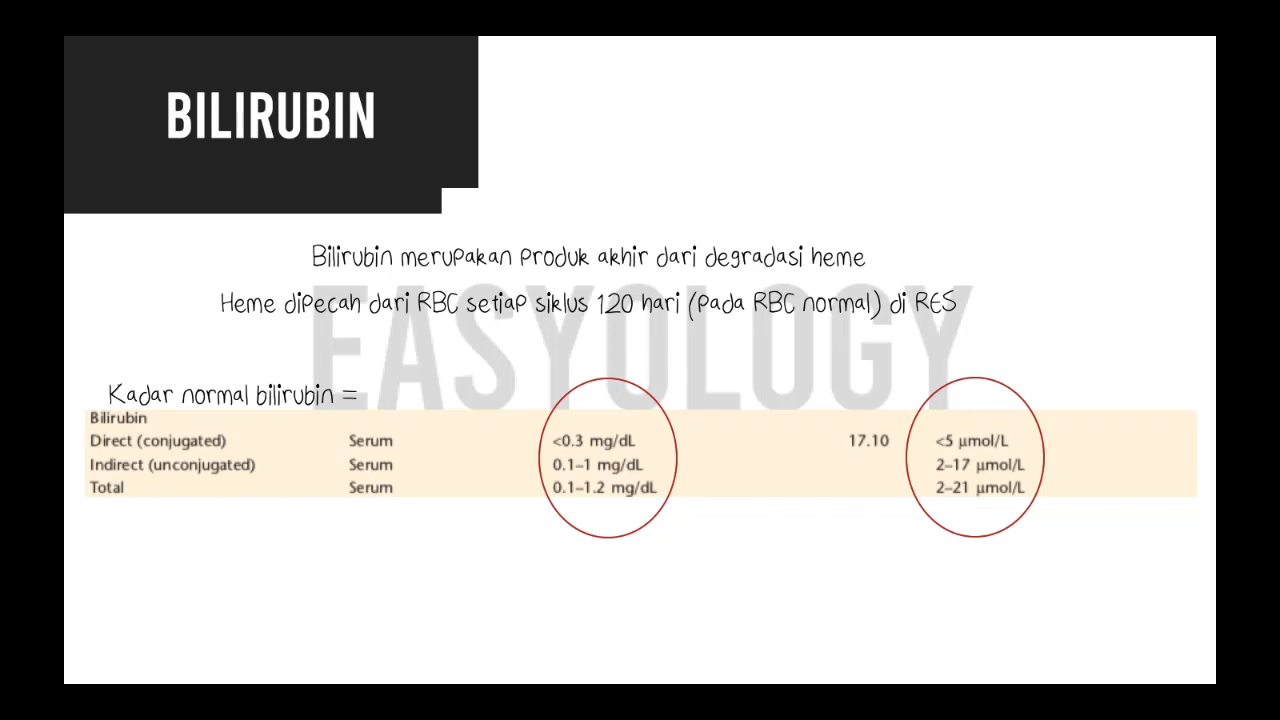 BILIRUBIN
Bilirubin merupakan produk akhir dari degradasi heme
Heme dipecah dari RBC setiap siklus 120 hari (pada RBC normal) di RES
EASYOLOGY
Kadar normal bilirubin =
Bilirubin
Direct (conjugated) Serum <0.3 mg/dL 17.10 <5 µmol/L
Indirect (unconjugated) Serum 0.1–1 mg/dL 2–17 µmol/L
Total Serum 0.1–1.2 mg/dL 2–21 µmol/L